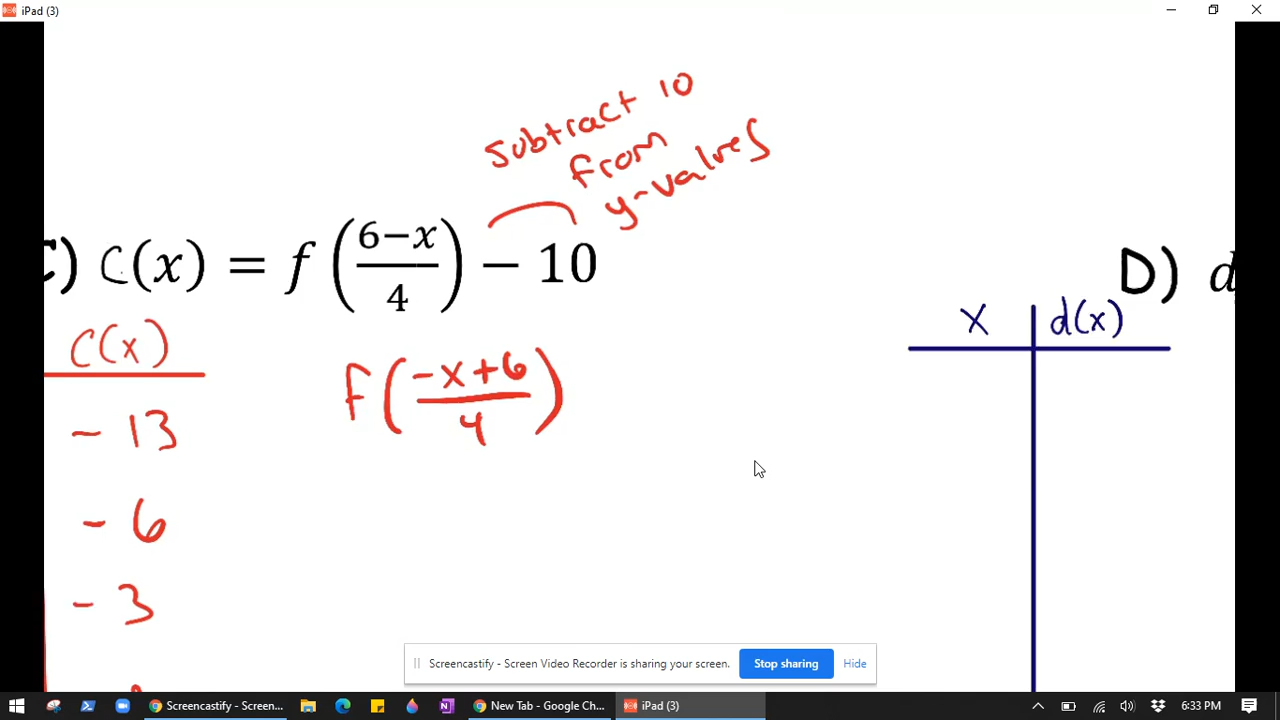 iPad (3)
subtract 10
from
y-values
C) C(x) = f((6−x)/4) − 10
D) d
C(x)
F((-x+6)/4)
x | d(x)
- 13
- 6
- 3
Screencastify - Screen Video Recorder is sharing your screen.
Stop sharing
Hide
Screencastify - Screen...
New Tab - Google Ch...
iPad (3)
6:33 PM